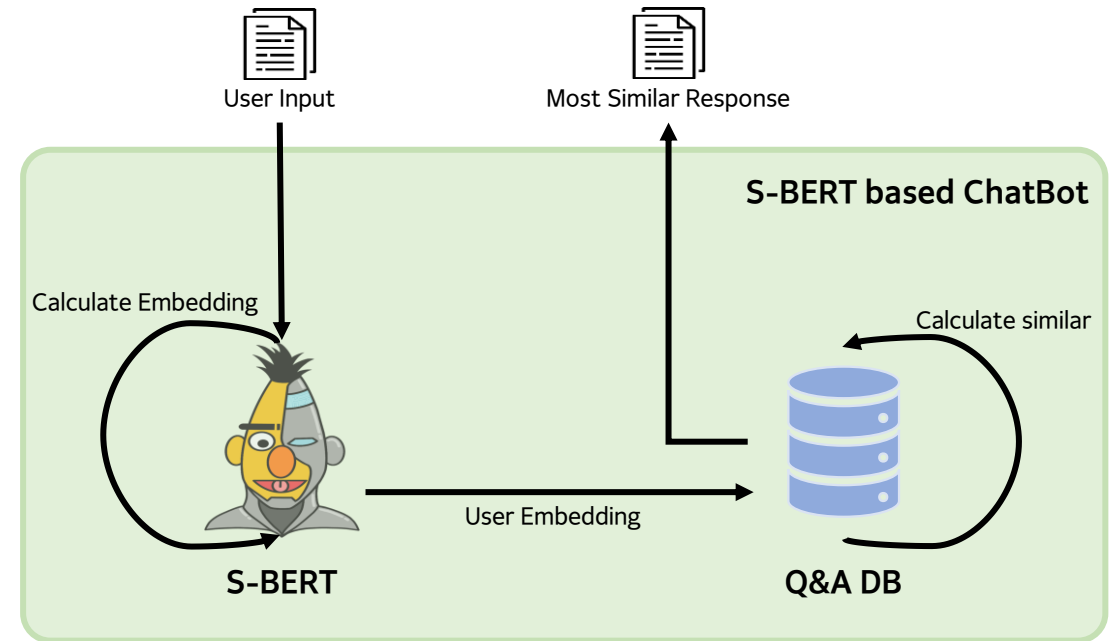 User Input
Most Similar Response
S-BERT based ChatBot
Calculate Embedding
Calculate similar
User Embedding
S-BERT
Q&A DB